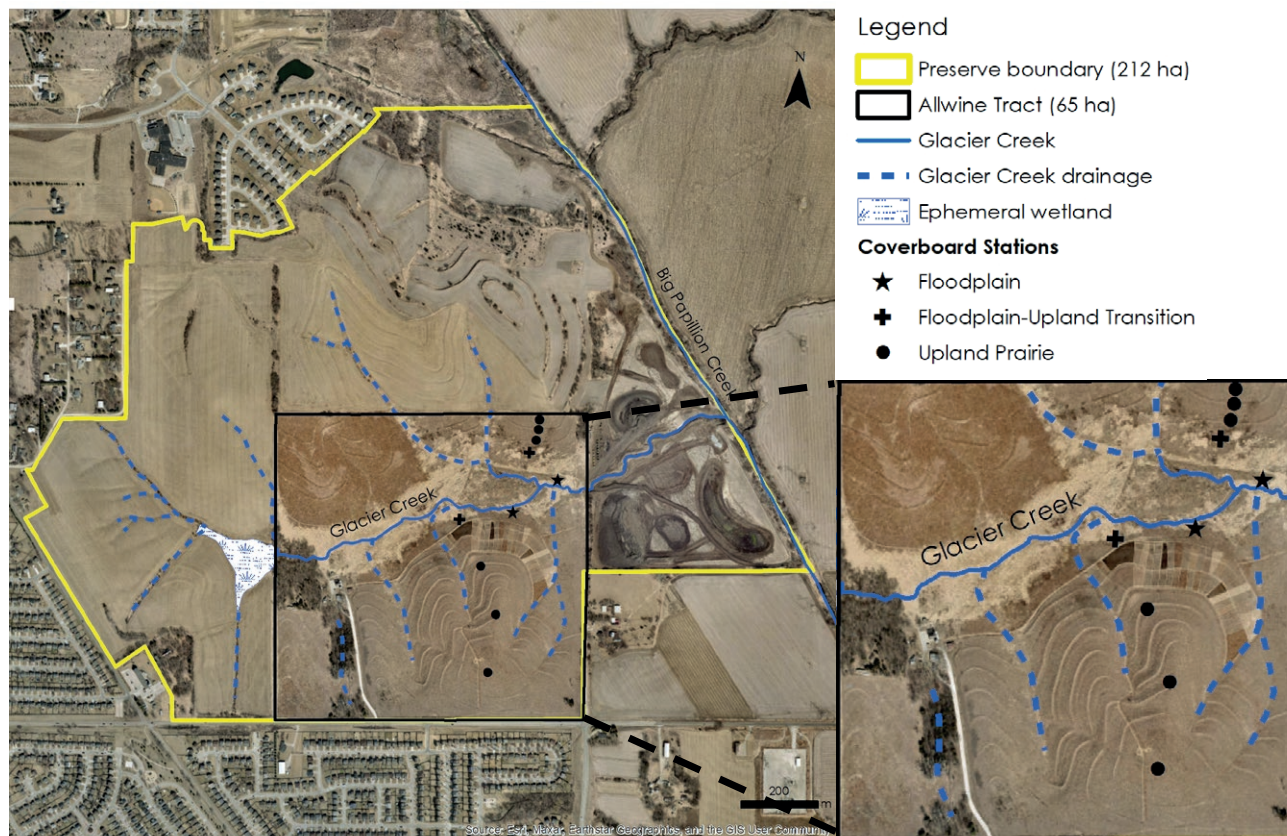 N
Big Papillion Creek
Glacier Creek
200
m
Source: Esri, Maxar, Earthstar Geographics, and the GIS User Community
Legend
Preserve boundary (212 ha)
Allwine Tract (65 ha)
Glacier Creek
Glacier Creek drainage
Ephemeral wetland
Coverboard Stations
Floodplain
Floodplain-Upland Transition
Upland Prairie
Glacier Creek